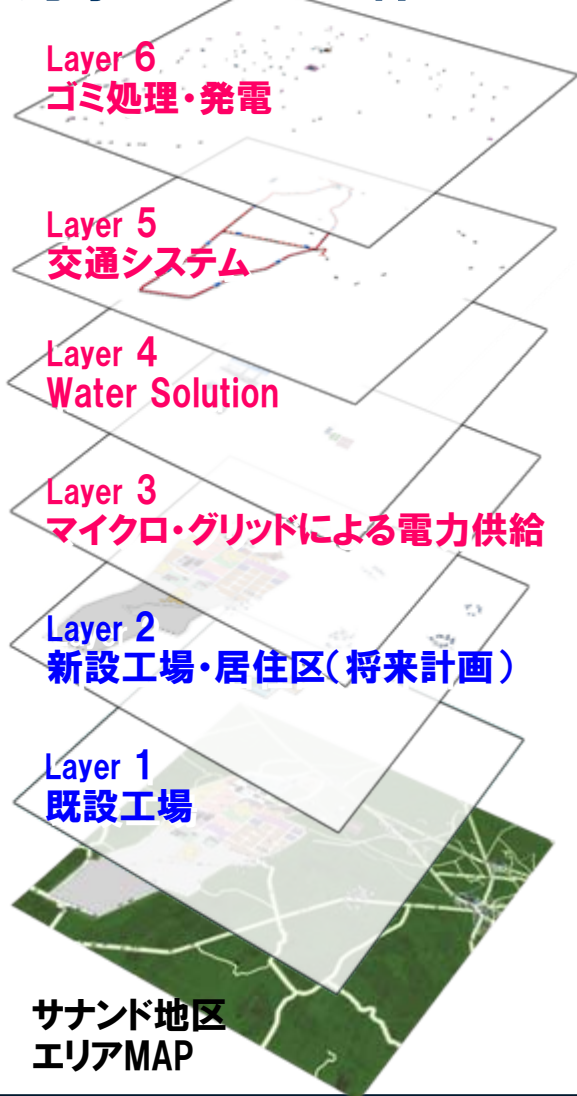 Layer 6
ゴミ処理・発電
Layer 5
交通システム
Layer 4
Water Solution
Layer 3
マイクロ・グリッドによる電力供給
Layer 2
新設工場・居住区(将来計画)
Layer 1
既設工場
サナンド地区
エリアMAP